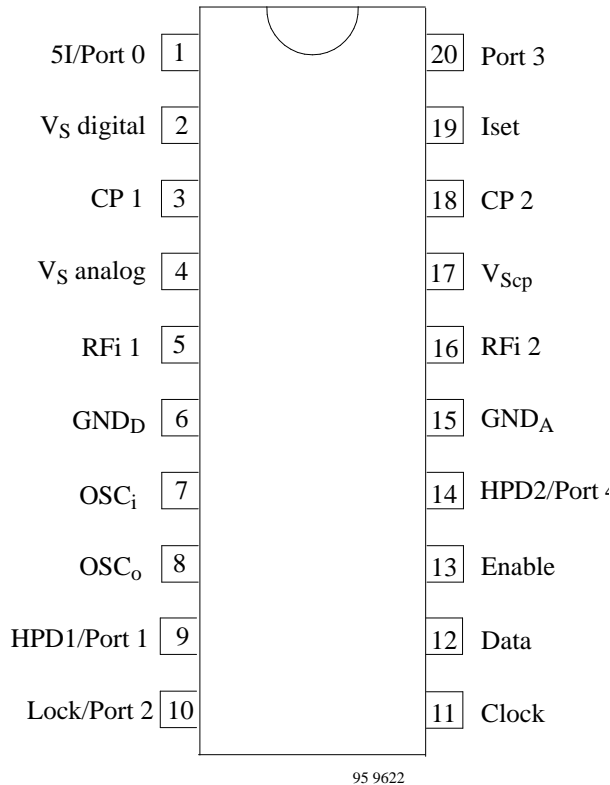 5I/Port 0 1 20 Port 3
VS digital 2 19 Iset
CP 1 3 18 CP 2
VS analog 4 17 VScp
RFi 1 5 16 RFi 2
GNDD 6 15 GNDA
OSCi 7 14 HPD2/Port 4
OSCo 8 13 Enable
HPD1/Port 1 9 12 Data
Lock/Port 2 10 11 Clock
95 9622